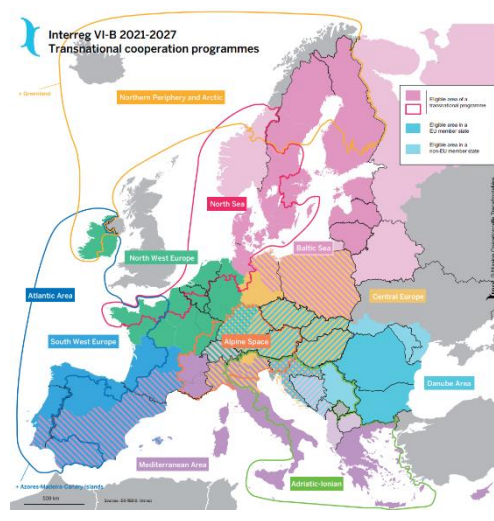 Interreg VI-B 2021-2027
Transnational cooperation programmes
+ Greenland
Northern Periphery and Arctic
Eligible area of a
transnational programme
Eligible area in a
EU member state
Eligible area in a
non-EU member state
North Sea
Baltic Sea
North West Europe
Atlantic Area
Central Europe
South West Europe
Alpine Space
Danube Area
Mediterranean Area
Adriatic-Ionian
+ Azores-Madeira-Canary Islands
500 km